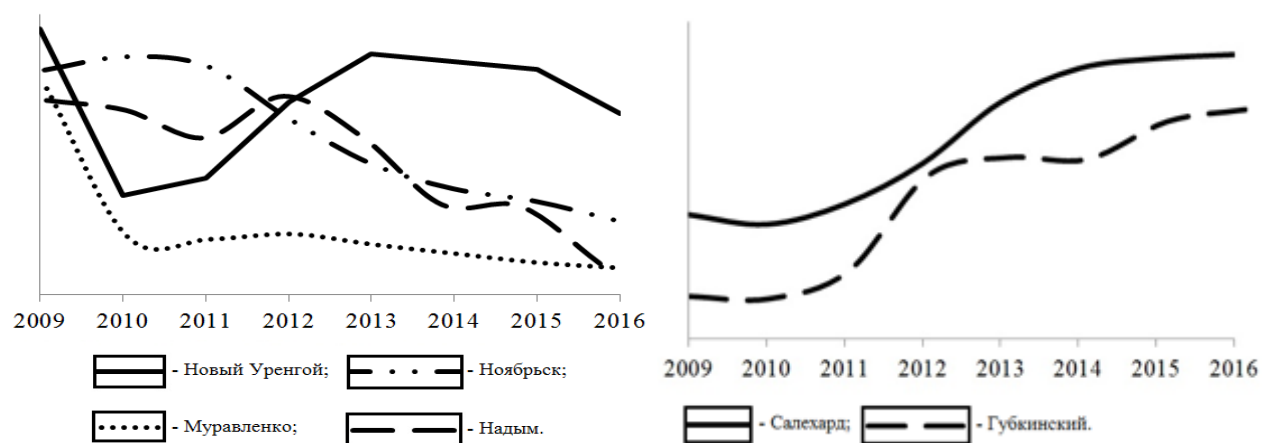 2009 2010 2011 2012 2013 2014 2015 2016
- Новый Уренгой; - Ноябрьск;
- Муравленко; - Надым.
2009 2010 2011 2012 2013 2014 2015 2016
- Салехард; - Губкинский.